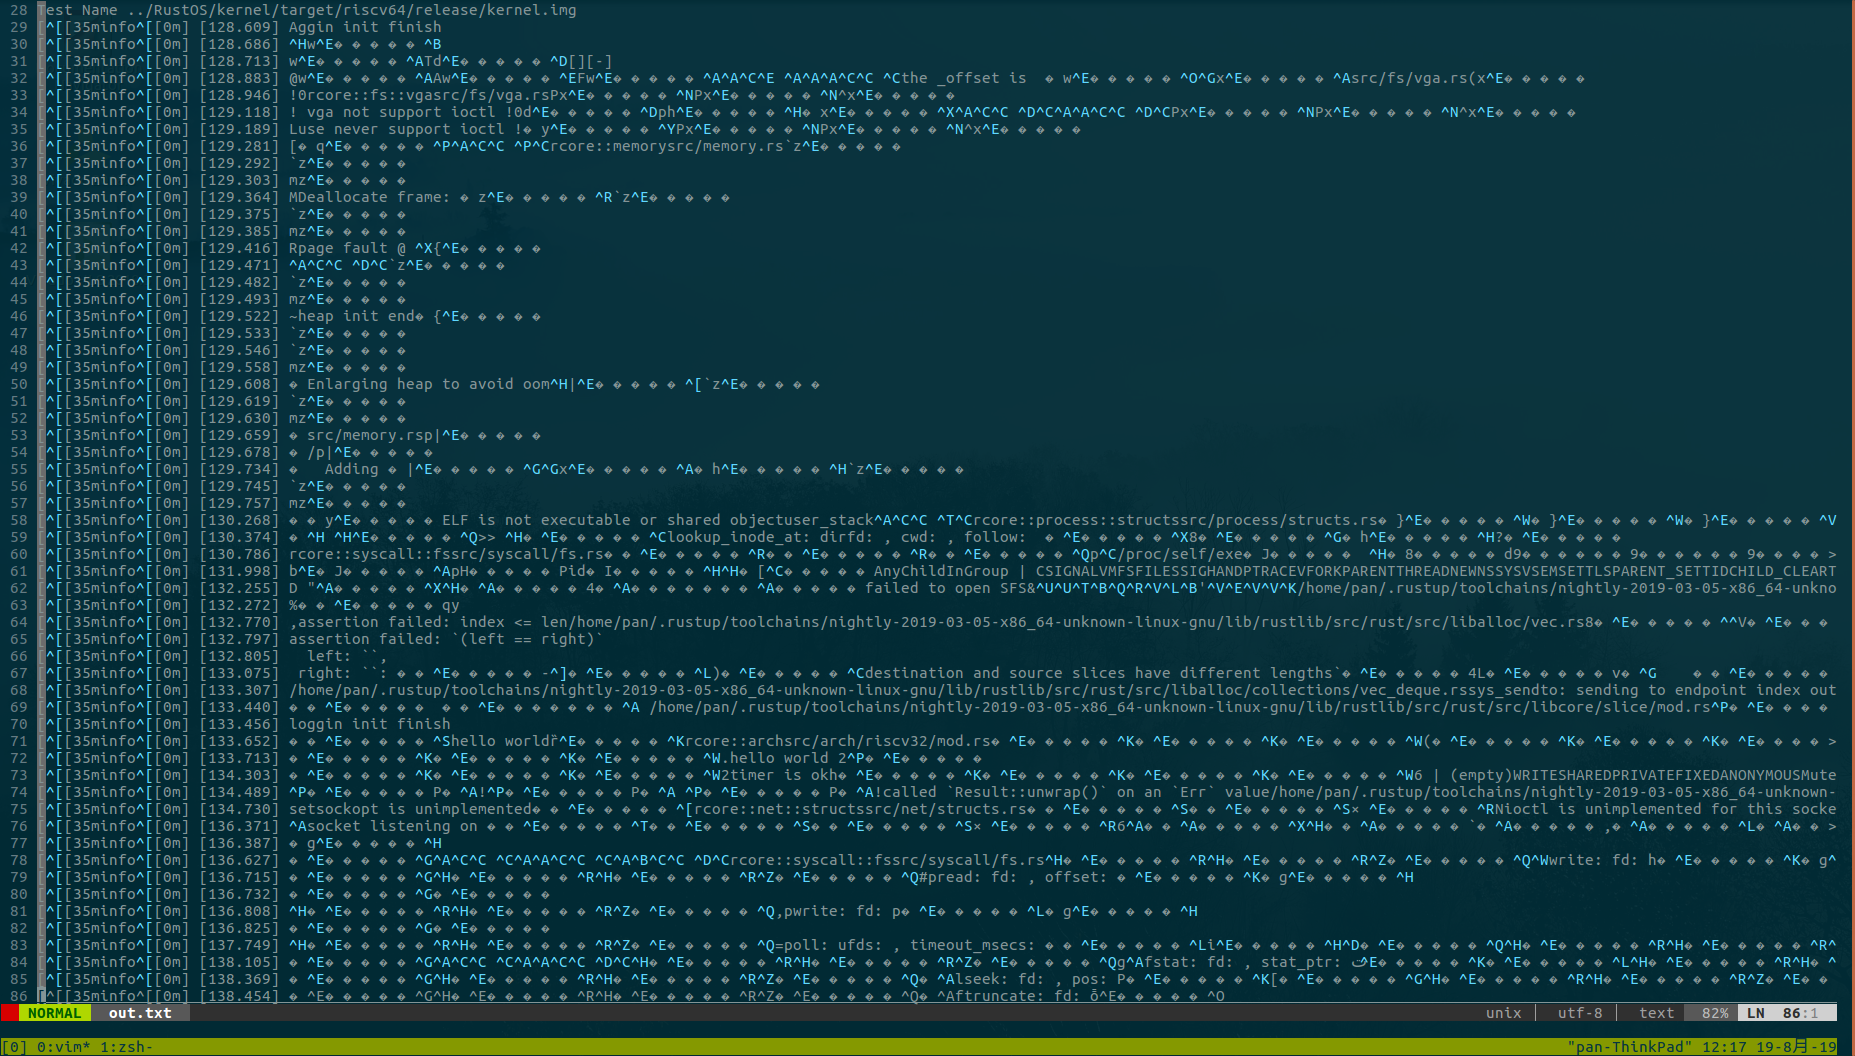 28 Test Name ../RustOS/kernel/target/riscv64/release/kernel.img
29 [^[[35minfo^[[0m] [128.609] Aggin init finish
30 [^[[35minfo^[[0m] [128.686] ^Hw^E� � � � � ^B
31 [^[[35minfo^[[0m] [128.713] w^E� � � � � ^ATd^E� � � � � ^D[][-]
32 [^[[35minfo^[[0m] [128.883] @w^E� � � � � ^AAw^E� � � � � ^EFw^E� � � � � ^A^A^C^E ^A^A^A^C^C ^Cthe _offset is  � w^E� � � � � ^O^Gx^E� � � � � ^Asrc/fs/vga.rs(x^E� � � � �
33 [^[[35minfo^[[0m] [128.946] !0rcore::fs::vgasrc/fs/vga.rsPx^E� � � � � ^NPx^E� � � � � ^N^x^E� � � � �
34 [^[[35minfo^[[0m] [129.118] ! vga not support ioctl !0d^E� � � � � ^Dph^E� � � � � ^H� x^E� � � � � ^X^A^C^C ^D^C^A^A^C^C ^D^CPx^E� � � � � ^NPx^E� � � � � ^N^x^E� � � � �
35 [^[[35minfo^[[0m] [129.189] Luse never support ioctl !� y^E� � � � � ^YPx^E� � � � � ^NPx^E� � � � � ^N^x^E� � � � �
36 [^[[35minfo^[[0m] [129.281] [� q^E� � � � � ^P^A^C^C ^P^Crcore::memorysrc/memory.rs`z^E� � � � �
37 [^[[35minfo^[[0m] [129.292] `z^E� � � � �
38 [^[[35minfo^[[0m] [129.303] mz^E� � � � �
39 [^[[35minfo^[[0m] [129.364] MDeallocate frame: � z^E� � � � � ^R`z^E� � � � �
40 [^[[35minfo^[[0m] [129.375] `z^E� � � � �
41 [^[[35minfo^[[0m] [129.385] mz^E� � � � �
42 [^[[35minfo^[[0m] [129.416] Rpage fault @ ^X{^E� � � � �
43 [^[[35minfo^[[0m] [129.471] ^A^C^C ^D^C`z^E� � � � �
44 [^[[35minfo^[[0m] [129.482] `z^E� � � � �
45 [^[[35minfo^[[0m] [129.493] mz^E� � � � �
46 [^[[35minfo^[[0m] [129.522] ~heap init end� {^E� � � � �
47 [^[[35minfo^[[0m] [129.533] `z^E� � � � �
48 [^[[35minfo^[[0m] [129.546] `z^E� � � � �
49 [^[[35minfo^[[0m] [129.558] mz^E� � � � �
50 [^[[35minfo^[[0m] [129.608] � Enlarging heap to avoid oom^H|^E� � � � � ^[`z^E� � � � �
51 [^[[35minfo^[[0m] [129.619] `z^E� � � � �
52 [^[[35minfo^[[0m] [129.630] mz^E� � � � �
53 [^[[35minfo^[[0m] [129.659] � src/memory.rsp|^E� � � � �
54 [^[[35minfo^[[0m] [129.678] � /p|^E� � � � �
55 [^[[35minfo^[[0m] [129.734] �   Adding � |^E� � � � � ^G^Gx^E� � � � � ^A� h^E� � � � � ^H`z^E� � � � �
56 [^[[35minfo^[[0m] [129.745] `z^E� � � � �
57 [^[[35minfo^[[0m] [129.757] mz^E� � � � �
58 [^[[35minfo^[[0m] [130.268] � � y^E� � � � � ELF is not executable or shared objectuser_stack^A^C^C ^T^Crcore::process::structssrc/process/structs.rs� }^E� � � � � ^W� }^E� � � � � ^W� }^E� � � � � ^V
59 [^[[35minfo^[[0m] [130.374] � ^H ^H^E� � � � � ^Q>> ^H� ^E� � � � � ^Clookup_inode_at: dirfd: , cwd: , follow:  � ^E� � � � � ^X8� ^E� � � � � ^G� h^E� � � � � ^H?� ^E� � � � �
60 [^[[35minfo^[[0m] [130.786] rcore::syscall::fssrc/syscall/fs.rs� � ^E� � � � � ^R� � ^E� � � � � ^R� � ^E� � � � � ^Qp^C/proc/self/exe� J� � � � �  ^H� 8� � � � � d9� � � � � � 9� � � � � � 9� � � � >
61 [^[[35minfo^[[0m] [131.998] b^E� J� � � � � ^ApH� � � � � Pid� I� � � � � ^H^H� [^C� � � � � AnyChildInGroup | CSIGNALVMFSFILESSIGHANDPTRACEVFORKPARENTTHREADNEWNSSYSVSEMSETTLSPARENT_SETTIDCHILD_CLEART
62 [^[[35minfo^[[0m] [132.255] D "^A� � � � � ^X^H� ^A� � � � � 4� ^A� � � � � � ^A� � � � � failed to open SFS&^U^U^T^B^Q^R^V^L^B'^V^E^V^V^K/home/pan/.rustup/toolchains/nightly-2019-03-05-x86_64-unkno
63 [^[[35minfo^[[0m] [132.272] %� � ^E� � � � � qy
64 [^[[35minfo^[[0m] [132.770] ,assertion failed: index <= len/home/pan/.rustup/toolchains/nightly-2019-03-05-x86_64-unknown-linux-gnu/lib/rustlib/src/rust/src/liballoc/vec.rs8� ^E� � � � � ^^V� ^E� � �
65 [^[[35minfo^[[0m] [132.797] assertion failed: `(left == right)`
66 [^[[35minfo^[[0m] [132.805]   left: ``,
67 [^[[35minfo^[[0m] [133.075]  right: ``: � � ^E� � � � � -^]� ^E� � � � � ^L)� ^E� � � � � ^Cdestination and source slices have different lengths`� ^E� � � � � 4L� ^E� � � � � v� ^G    � � ^E� � � � �
68 [^[[35minfo^[[0m] [133.307] /home/pan/.rustup/toolchains/nightly-2019-03-05-x86_64-unknown-linux-gnu/lib/rustlib/src/rust/src/liballoc/collections/vec_deque.rssys_sendto: sending to endpoint index out
69 [^[[35minfo^[[0m] [133.440] � � ^E� � � � �  � � ^E� � � � � � � ^A /home/pan/.rustup/toolchains/nightly-2019-03-05-x86_64-unknown-linux-gnu/lib/rustlib/src/rust/src/libcore/slice/mod.rs^P� ^E� � � �
70 [^[[35minfo^[[0m] [133.456] loggin init finish
71 [^[[35minfo^[[0m] [133.652] � � ^E� � � � � ^Shello world^E� � � � � ^Krcore::archsrc/arch/riscv32/mod.rs� ^E� � � � � ^K� ^E� � � � � ^K� ^E� � � � � ^W(� ^E� � � � � ^K� ^E� � � � � ^K� ^E� � � � >
72 [^[[35minfo^[[0m] [133.713] � ^E� � � � � ^K� ^E� � � � � ^K� ^E� � � � � ^W.hello world 2^P� ^E� � � � �
73 [^[[35minfo^[[0m] [134.303] � ^E� � � � � ^K� ^E� � � � � ^K� ^E� � � � � ^W2timer is okh� ^E� � � � � ^K� ^E� � � � � ^K� ^E� � � � � ^K� ^E� � � � � ^W6 | (empty)WRITESHAREDPRIVATEFIXEDANONYMOUSMute
74 [^[[35minfo^[[0m] [134.489] ^P� ^E� � � � � P� ^A!^P� ^E� � � � � P� ^A ^P� ^E� � � � � P� ^A!called `Result::unwrap()` on an `Err` value/home/pan/.rustup/toolchains/nightly-2019-03-05-x86_64-unknown-
75 [^[[35minfo^[[0m] [134.730] setsockopt is unimplemented� � ^E� � � � � ^[rcore::net::structssrc/net/structs.rs� � ^E� � � � � ^S� � ^E� � � � � ^S× ^E� � � � � ^RNioctl is unimplemented for this socke
76 [^[[35minfo^[[0m] [136.371] ^Asocket listening on � � ^E� � � � � ^T� � ^E� � � � � ^S� � ^E� � � � � ^S× ^E� � � � � ^R6^A� � ^A� � � � � ^X^H� � ^A� � � � � `� ^A� � � � � ,� ^A� � � � � ^L� ^A� � >
77 [^[[35minfo^[[0m] [136.387] � g^E� � � � � ^H
78 [^[[35minfo^[[0m] [136.627] � ^E� � � � � ^G^A^C^C ^C^A^A^C^C ^C^A^B^C^C ^D^Crcore::syscall::fssrc/syscall/fs.rs^H� ^E� � � � � ^R^H� ^E� � � � � ^R^Z� ^E� � � � � ^Q^Wwrite: fd: h� ^E� � � � � ^K� g^
79 [^[[35minfo^[[0m] [136.715] � ^E� � � � � ^G^H� ^E� � � � � ^R^H� ^E� � � � � ^R^Z� ^E� � � � � ^Q#pread: fd: , offset: � ^E� � � � � ^K� g^E� � � � � ^H
80 [^[[35minfo^[[0m] [136.732] � ^E� � � � � ^G� ^E� � � � �
81 [^[[35minfo^[[0m] [136.808] ^H� ^E� � � � � ^R^H� ^E� � � � � ^R^Z� ^E� � � � � ^Q,pwrite: fd: p� ^E� � � � � ^L� g^E� � � � � ^H
82 [^[[35minfo^[[0m] [136.825] � ^E� � � � � ^G� ^E� � � � �
83 [^[[35minfo^[[0m] [137.749] ^H� ^E� � � � � ^R^H� ^E� � � � � ^R^Z� ^E� � � � � ^Q=poll: ufds: , timeout_msecs: � � ^E� � � � � ^Li^E� � � � � ^H^D� ^E� � � � � ^Q^H� ^E� � � � � ^R^H� ^E� � � � � ^R^
84 [^[[35minfo^[[0m] [138.105] � ^E� � � � � ^G^A^C^C ^C^A^A^C^C ^D^C^H� ^E� � � � � ^R^H� ^E� � � � � ^R^Z� ^E� � � � � ^Qg^Afstat: fd: , stat_ptr: ^E� � � � � ^K� ^E� � � � � ^L^H� ^E� � � � � ^R^H� ^
85 [^[[35minfo^[[0m] [138.369] � ^E� � � � � ^G^H� ^E� � � � � ^R^H� ^E� � � � � ^R^Z� ^E� � � � � ^Q� ^Alseek: fd: , pos: P� ^E� � � � � ^K[� ^E� � � � � ^G^H� ^E� � � � � ^R^H� ^E� � � � � ^R^Z� ^E� � �
86 [^[[35minfo^[[0m] [138.454] � ^E� � � � � ^G^H� ^E� � � � � ^R^H� ^E� � � � � ^R^Z� ^E� � � � � ^Q� ^Aftruncate: fd: ō^E� � � � � ^O
NORMAL out.txt unix | utf-8 | text 82% LN 86:1
[0] 0:vim* 1:zsh- "pan-ThinkPad" 12:17 19-8月-19